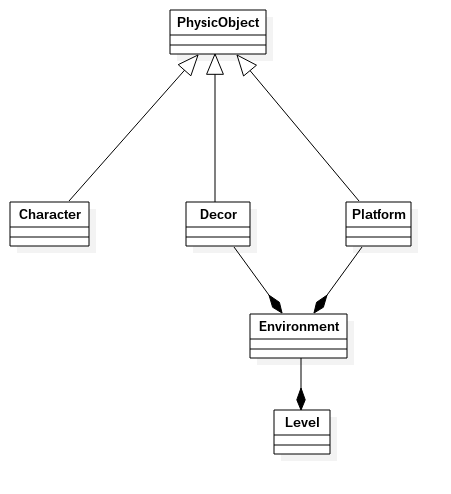 PhysicObject
Character
Decor
Platform
Environment
Level